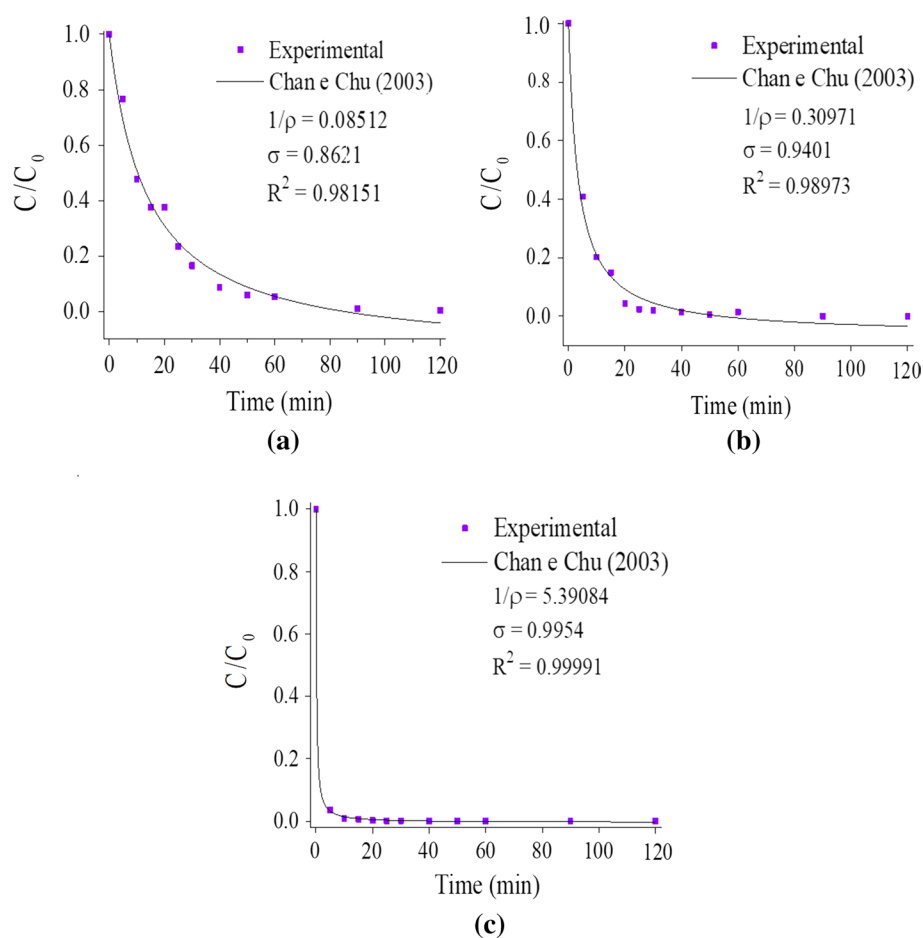 Experimental
Chan e Chu (2003)
1/ρ = 0.08512
σ = 0.8621
R² = 0.98151
C/C₀
1.0
0.8
0.6
0.4
0.2
0.0
0 20 40 60 80 100 120
Time (min)
(a)
Experimental
Chan e Chu (2003)
1/ρ = 0.30971
σ = 0.9401
R² = 0.98973
C/C₀
1.0
0.8
0.6
0.4
0.2
0.0
0 20 40 60 80 100 120
Time (min)
(b)
Experimental
Chan e Chu (2003)
1/ρ = 5.39084
σ = 0.9954
R² = 0.99991
C/C₀
1.0
0.8
0.6
0.4
0.2
0.0
0 20 40 60 80 100 120
Time (min)
(c)